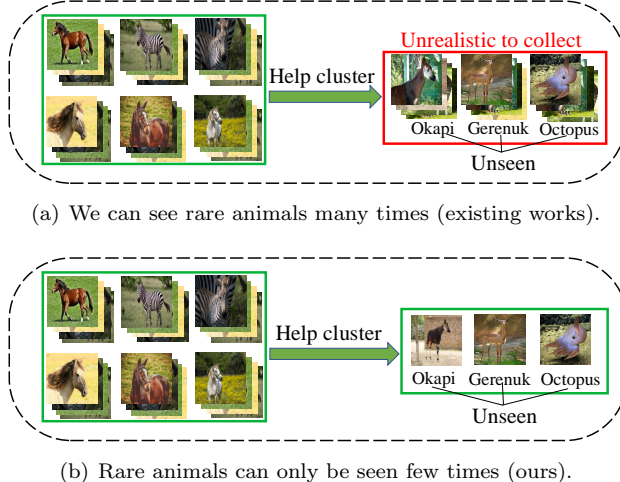 Unrealistic to collect
Help cluster
Okapi Gerenuk Octopus
Unseen
(a) We can see rare animals many times (existing works).
Help cluster
Okapi Gerenuk Octopus
Unseen
(b) Rare animals can only be seen few times (ours).